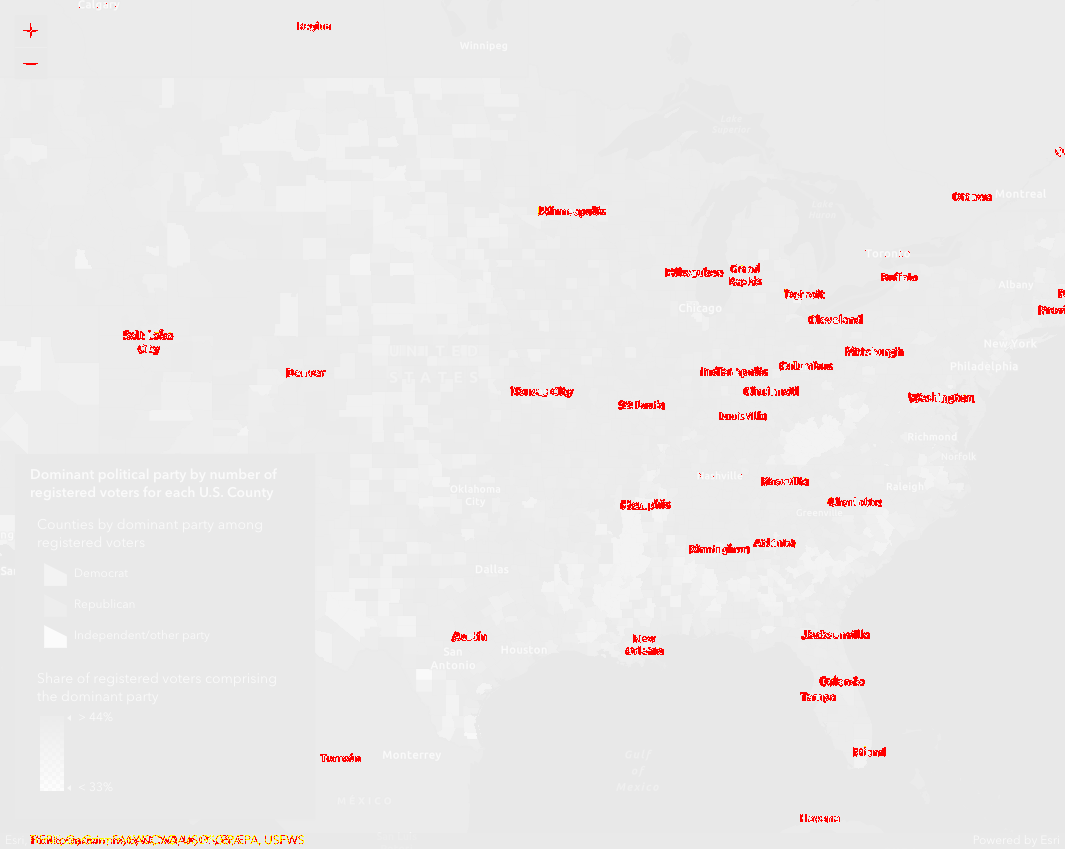 Calgary
Regina
Winnipeg
Lake
Superior
Minneapolis
Ottawa
Montreal
Toronto
Milwaukee
Grand
Rapids
Buffalo
Albany
Detroit
Chicago
Cleveland
Salt Lake
City
UNITED
STATES
Denver
New York
Pittsburgh
Philadelphia
Indianapolis
Columbus
Kansas City
Cincinnati
St Louis
Washington
Louisville
Richmond
Norfolk
Nashville
Knoxville
Raleigh
Oklahoma
City
Memphis
Charlotte
Birmingham
Atlanta
Dallas
Austin
New
Orleans
Jacksonville
San
Antonio
Houston
Orlando
Tampa
Monterrey
Gulf
of
Mexico
Miami
MÉXICO
Havana
Dominant political party by number of
registered voters for each U.S. County
Counties by dominant party among
registered voters
Democrat
Republican
Independent/other party
Share of registered voters comprising
the dominant party
> 44%
< 33%
Powered by Esri